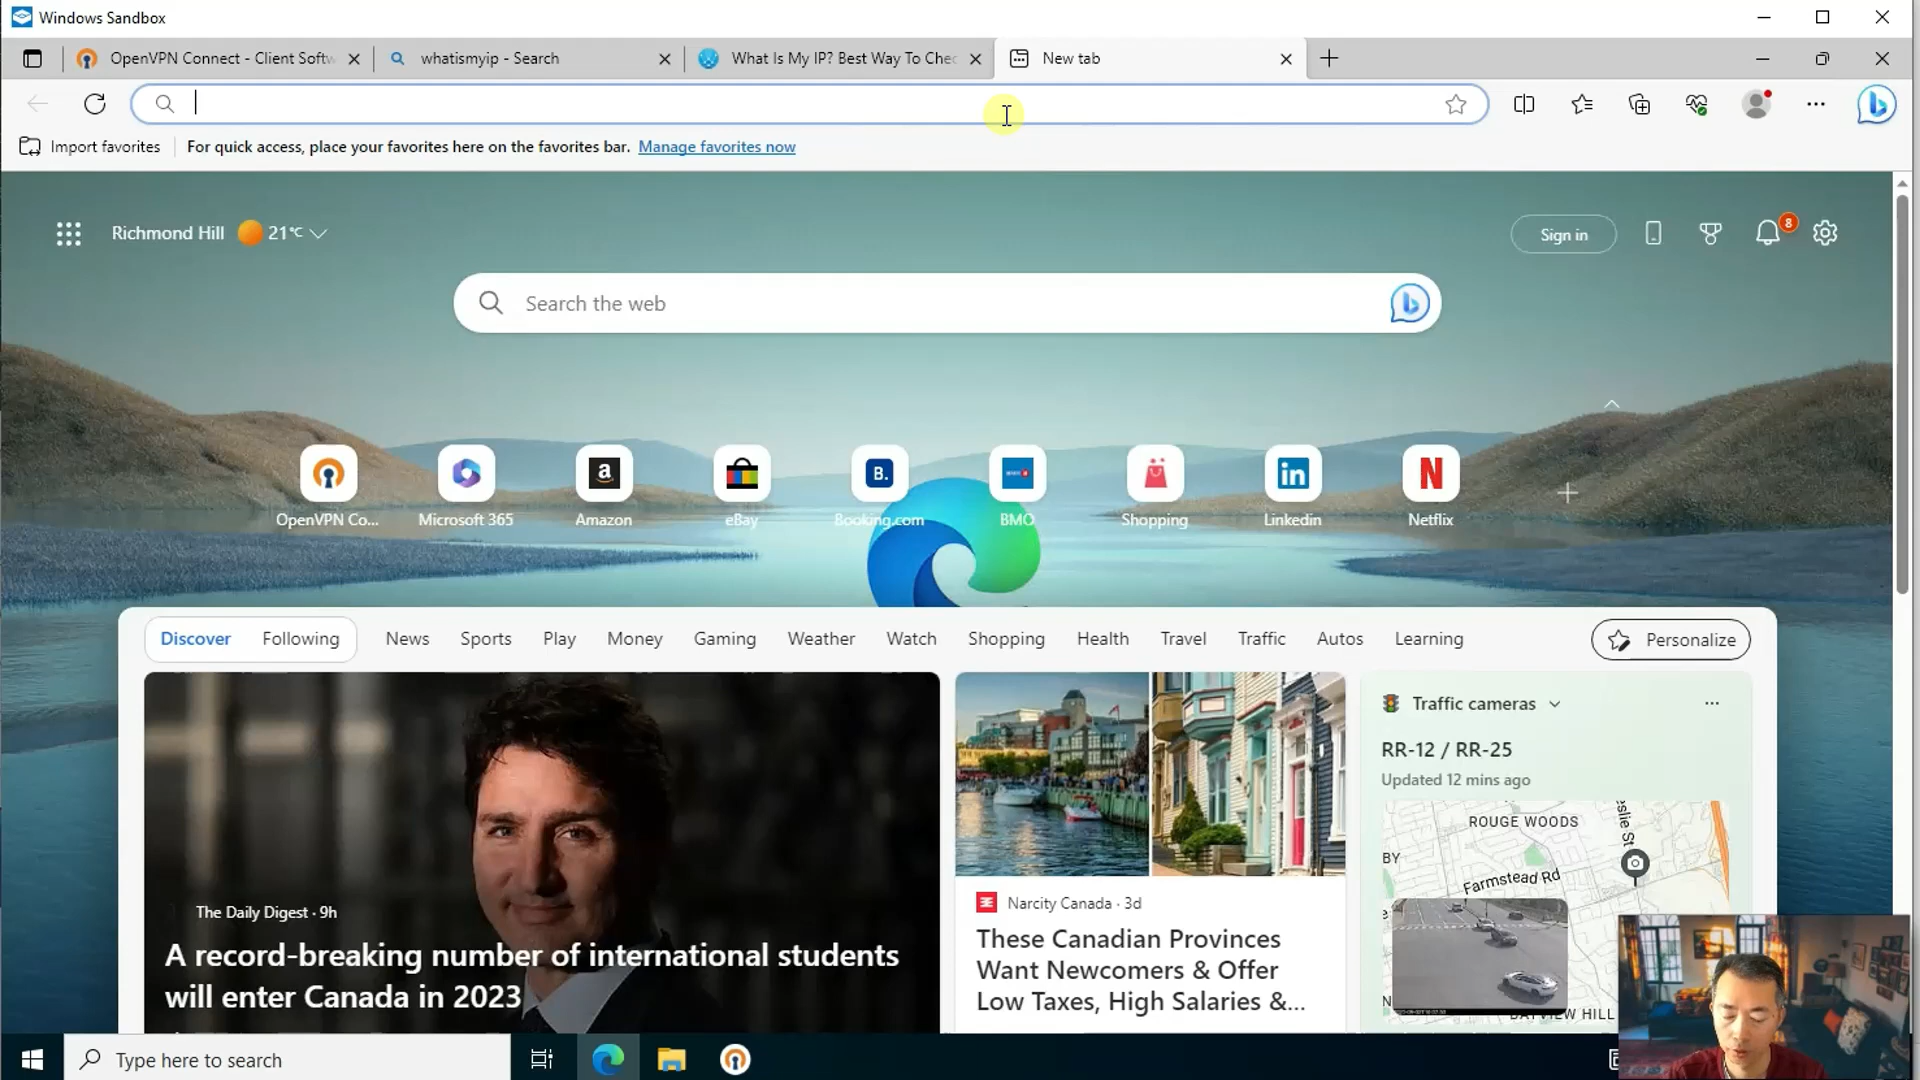 Windows Sandbox
OpenVPN Connect - Client Softw
whatismyip - Search
What Is My IP? Best Way To Chec
New tab
Import favorites
For quick access, place your favorites here on the favorites bar. Manage favorites now
Richmond Hill 21°C
Sign in
8
Search the web
OpenVPN Co...
Microsoft 365
Amazon
eBay
Booking.com
BMO
Shopping
Linkedin
Netflix
Discover Following News Sports Play Money Gaming Weather Watch Shopping Health Travel Traffic Autos Learning
Personalize
The Daily Digest · 9h
A record-breaking number of international students
will enter Canada in 2023
Narcity Canada · 3d
These Canadian Provinces
Want Newcomers & Offer
Low Taxes, High Salaries &...
Traffic cameras
RR-12 / RR-25
Updated 12 mins ago
ROUGE WOODS
eslie St
BY
Farmstead Rd
BAYVIEW HILL
Type here to search